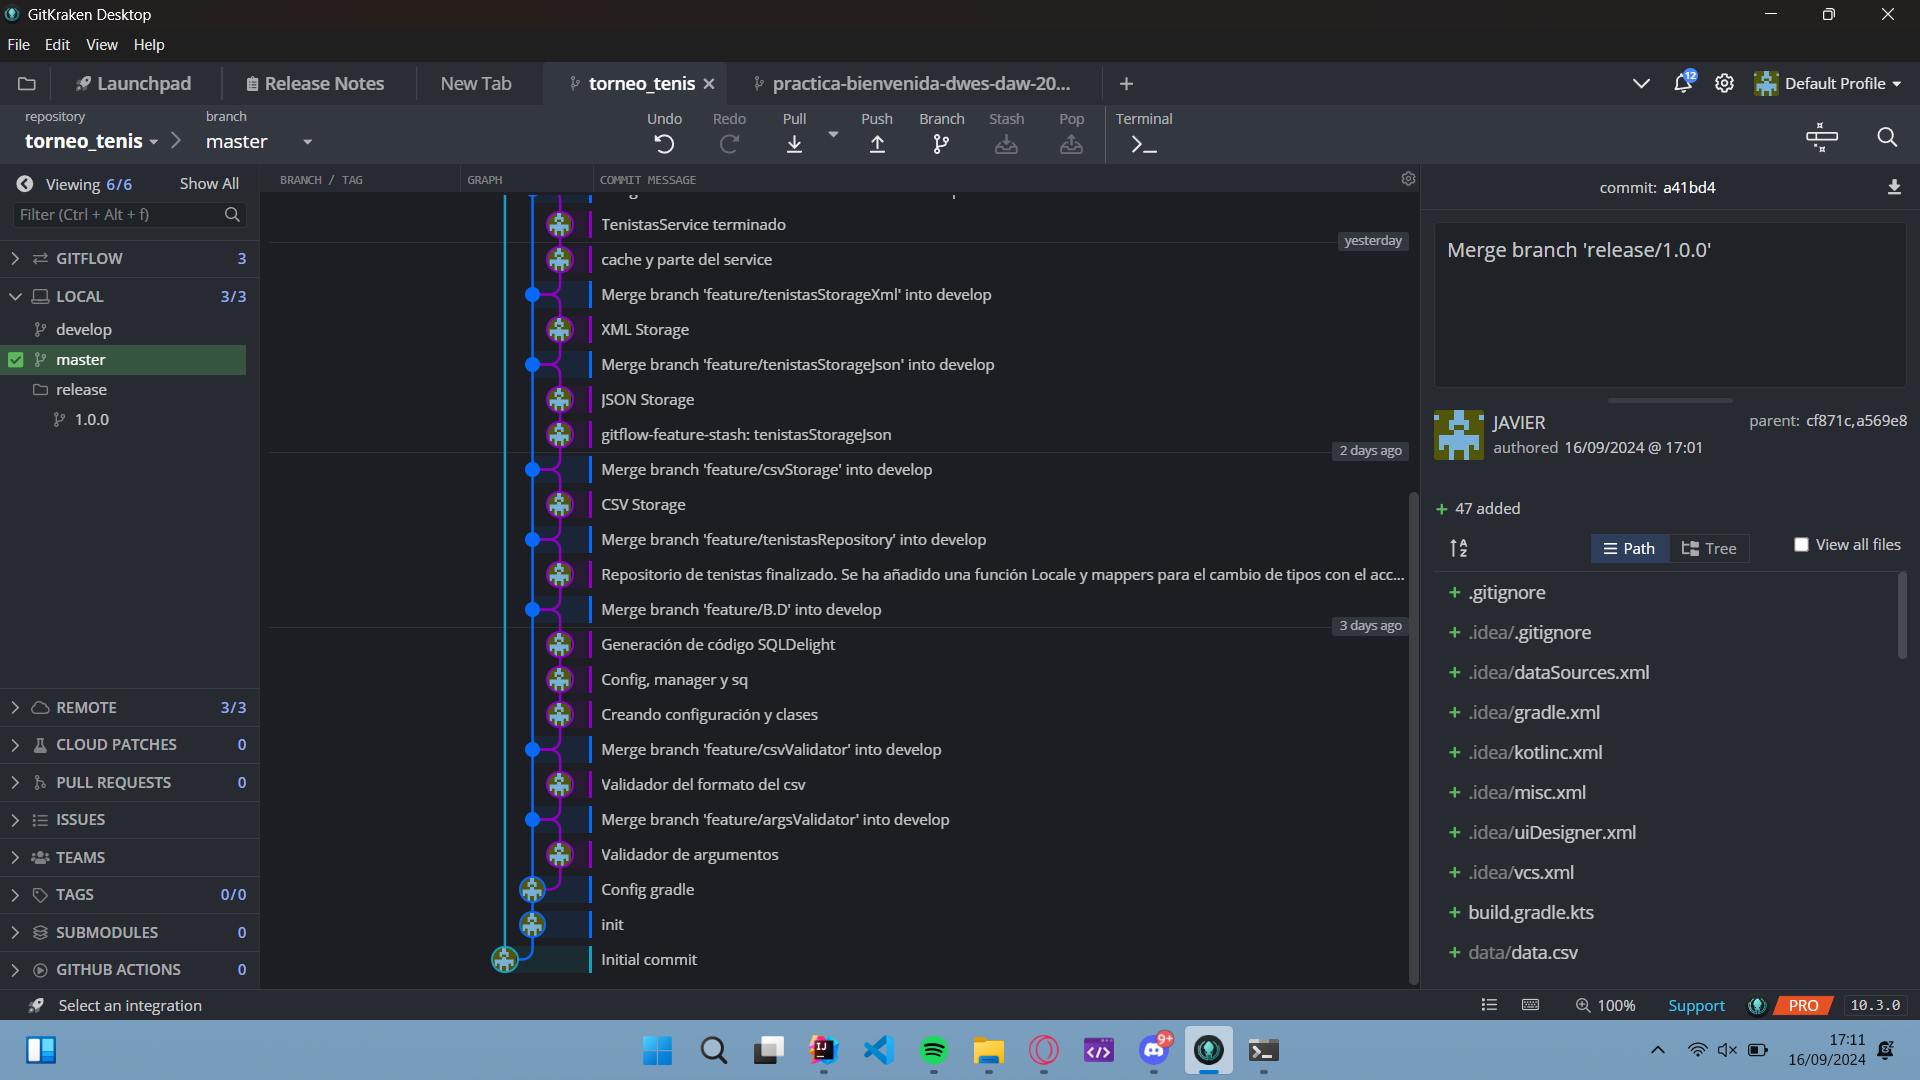 GitKraken Desktop
File Edit View Help
Launchpad Release Notes New Tab torneo_tenis practica-bienvenida-dwes-daw-20... 12 Default Profile
repository branch
torneo_tenis master
Undo Redo Pull Push Branch Stash Pop Terminal
Viewing 6/6 Show All
Filter (Ctrl + Alt + f)
GITFLOW 3
LOCAL 3/3
develop
master
release
1.0.0
REMOTE 3/3
CLOUD PATCHES 0
PULL REQUESTS 0
ISSUES
TEAMS
TAGS 0/0
SUBMODULES 0
GITHUB ACTIONS 0
BRANCH / TAG GRAPH COMMIT MESSAGE
TenistasService terminado
yesterday
cache y parte del service
Merge branch 'feature/tenistasStorageXml' into develop
XML Storage
Merge branch 'feature/tenistasStorageJson' into develop
JSON Storage
gitflow-feature-stash: tenistasStorageJson
2 days ago
Merge branch 'feature/csvStorage' into develop
CSV Storage
Merge branch 'feature/tenistasRepository' into develop
Repositorio de tenistas finalizado. Se ha añadido una función Locale y mappers para el cambio de tipos con el acc...
Merge branch 'feature/B.D' into develop
3 days ago
Generación de código SQLDelight
Config, manager y sq
Creando configuración y clases
Merge branch 'feature/csvValidator' into develop
Validador del formato del csv
Merge branch 'feature/argsValidator' into develop
Validador de argumentos
Config gradle
init
Initial commit
commit: a41bd4
Merge branch 'release/1.0.0'
JAVIER
authored 16/09/2024 @ 17:01
parent: cf871c,a569e8
47 added
Path Tree View all files
.gitignore
.idea/.gitignore
.idea/dataSources.xml
.idea/gradle.xml
.idea/kotlinc.xml
.idea/misc.xml
.idea/uiDesigner.xml
.idea/vcs.xml
build.gradle.kts
data/data.csv
Select an integration
100% Support PRO 10.3.0
9+
17:11
16/09/2024